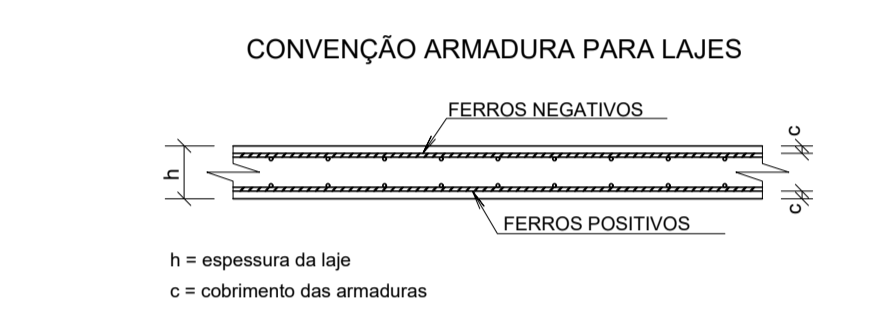 CONVENÇÃO ARMADURA PARA LAJES
FERROS NEGATIVOS
c
h
c
FERROS POSITIVOS
h = espessura da laje
c = cobrimento das armaduras